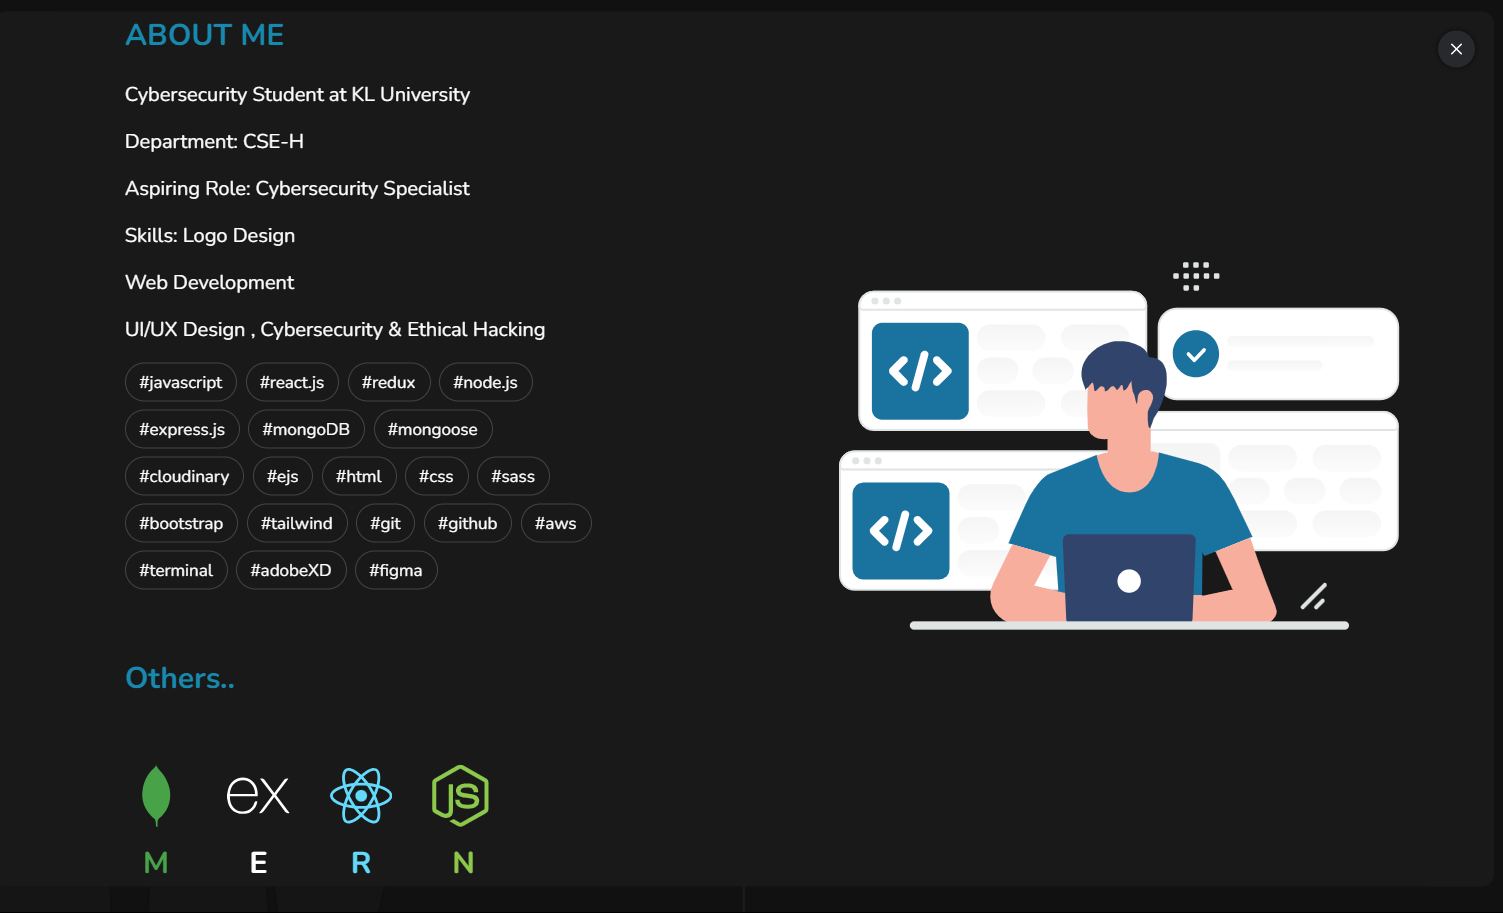 ABOUT ME
Cybersecurity Student at KL University
Department: CSE-H
Aspiring Role: Cybersecurity Specialist
Skills: Logo Design
Web Development
UI/UX Design , Cybersecurity & Ethical Hacking
#javascript #react.js #redux #node.js
#express.js #mongoDB #mongoose
#cloudinary #ejs #html #css #sass
#bootstrap #tailwind #git #github #aws
#terminal #adobeXD #figma
</>
</>
Others..
ex JS
M E R N